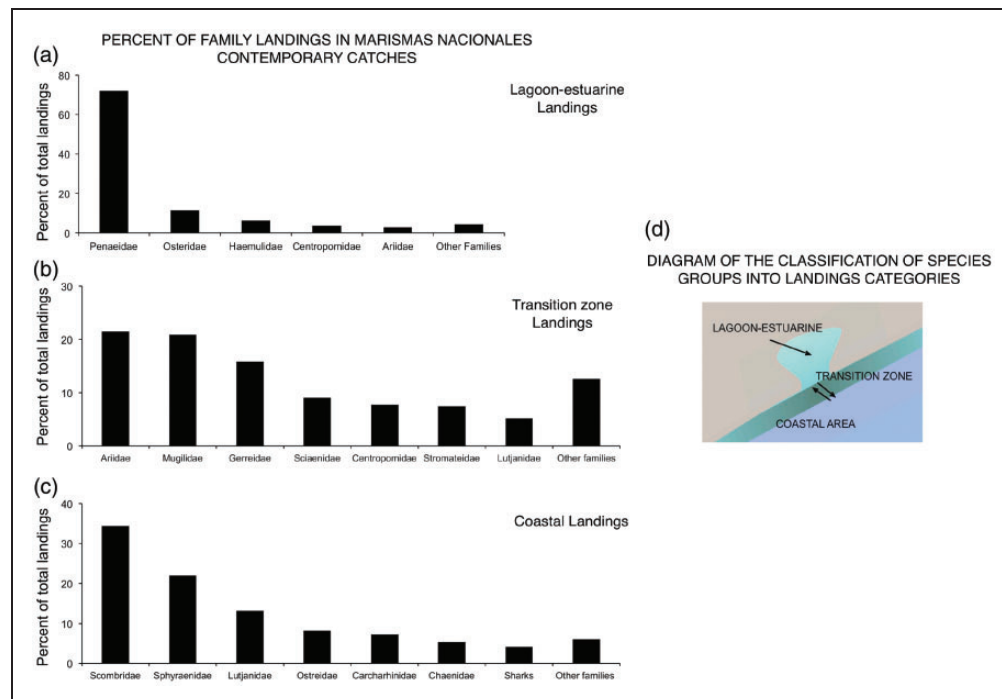 PERCENT OF FAMILY LANDINGS IN MARISMAS NACIONALES
CONTEMPORARY CATCHES
(a)
Lagoon-estuarine
Landings
Percent of total landings
80
60
40
20
0
Penaeidae Osteridae Haemulidae Centropomidae Ariidae Other Families
(b)
Transition zone
Landings
Percent of total landings
30
20
10
0
Ariidae Mugilidae Gerreidae Sciaenidae Centropomidae Stromateidae Lutjanidae Other families
(c)
Coastal Landings
Percent of total landings
40
30
20
10
0
Scombridae Sphyraenidae Lutjanidae Ostreidae Carcharhinidae Chaenidae Sharks Other families
(d)
DIAGRAM OF THE CLASSIFICATION OF SPECIES
GROUPS INTO LANDINGS CATEGORIES
LAGOON-ESTUARINE
TRANSITION ZONE
COASTAL AREA